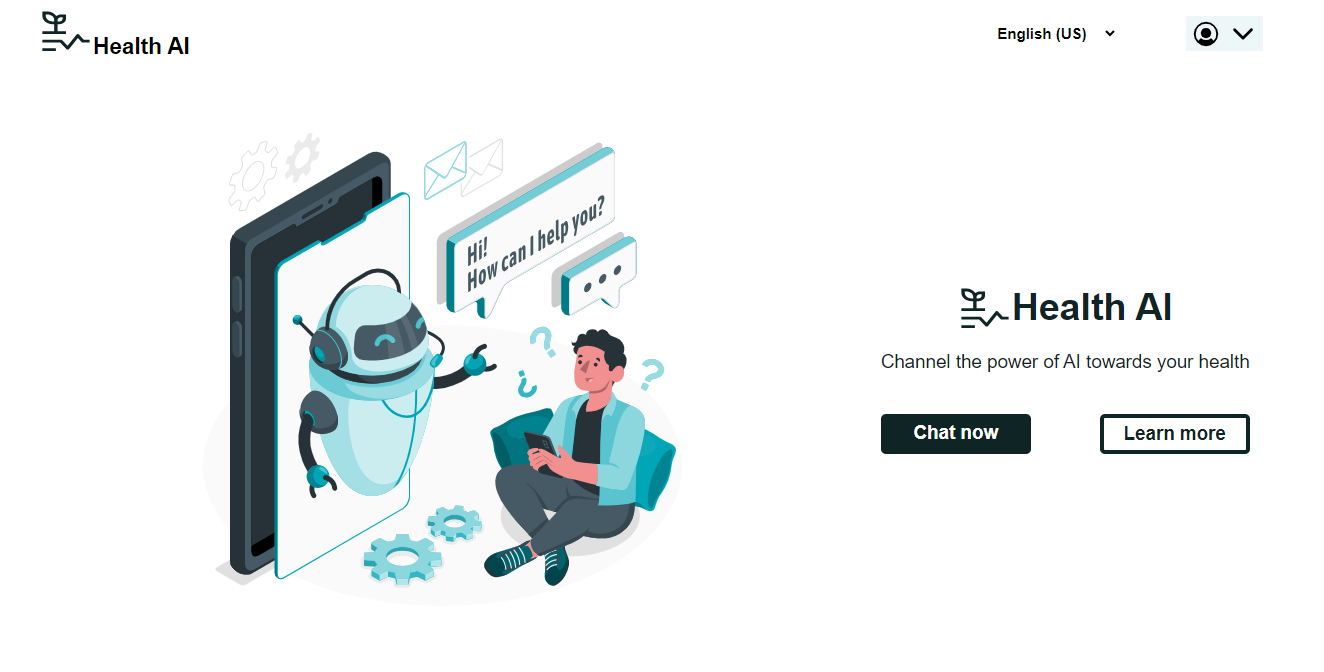 Health AI
English (US)
Hi!
How can I help you?
Health AI
Channel the power of AI towards your health
Chat now
Learn more